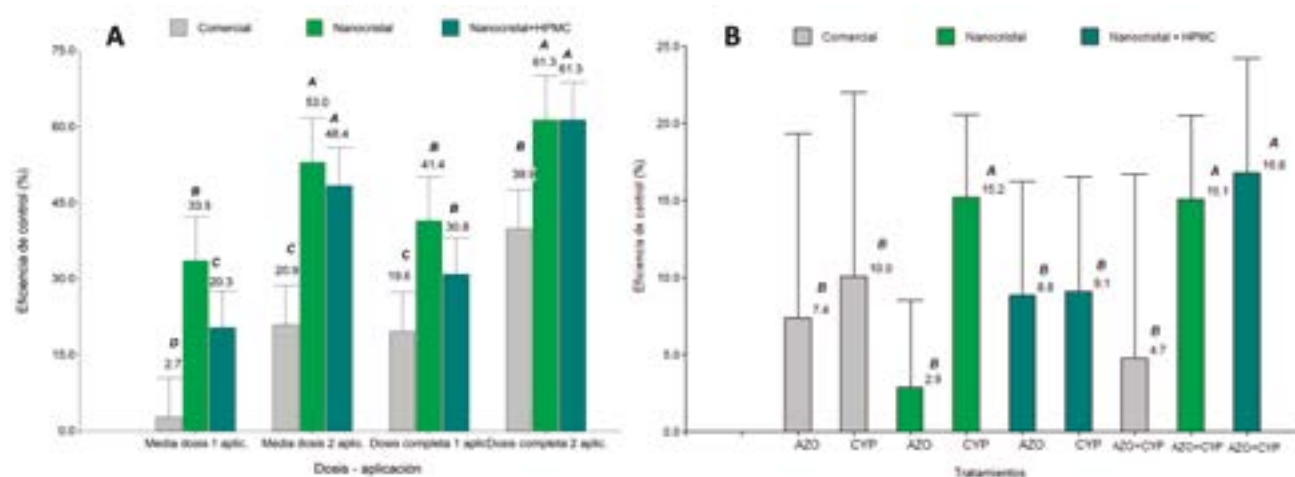 A
Comercial
Nanocristal
Nanocristal+HPMC
75.0
60.0
45.0
30.0
15.0
0.0
Eficiencia de control (%)
D
2.7
B
33.5
C
20.3
C
20.9
A
53.0
A
48.4
C
19.6
B
41.4
B
30.8
B
A
61.3
A
61.3
Media dosis 1 aplic.
Media dosis 2 aplic.
Dosis completa 1 aplic
Dosis completa 2 aplic.
Dosis - aplicación
B
Comercial
Nanocristal
Nanocristal + HPMC
25.0
20.0
15.0
10.0
5.0
0.0
Eficiencia de control (%)
B
7.4
B
10.0
B
2.9
A
15.2
B
8.8
B
9.1
B
4.7
A
15.1
A
AZO
CYP
AZO
CYP
AZO
CYP
AZO+CYP
AZO+CYP
AZO+CYP
Tratamientos